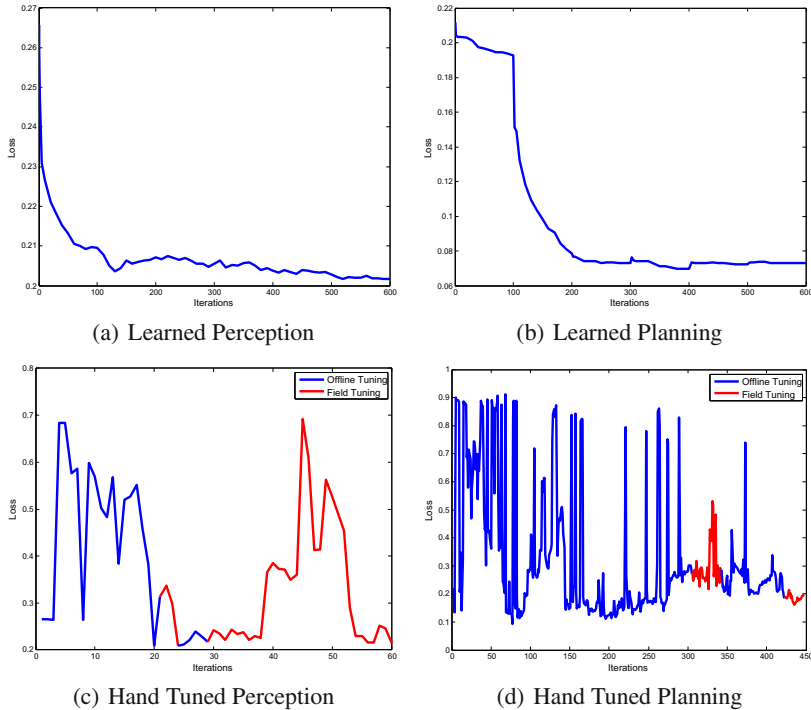 0.27
0.26
0.25
0.24
0.23
0.22
0.21
0.2
Loss
0 100 200 300 400 500 600
Iterations
(a) Learned Perception
0.22
0.2
0.18
0.16
0.14
0.12
0.1
0.08
0.06
Loss
0 100 200 300 400 500 600
Iterations
(b) Learned Planning
0.8
0.7
0.6
0.5
0.4
0.3
0.2
Loss
Offline Tuning
Field Tuning
0 10 20 30 40 50 60
Iterations
(c) Hand Tuned Perception
1
0.9
0.8
0.7
0.6
0.5
0.4
0.3
0.2
0.1
0
Loss
Offline Tuning
Field Tuning
0 50 100 150 200 250 300 350 400 450
Iterations
(d) Hand Tuned Planning